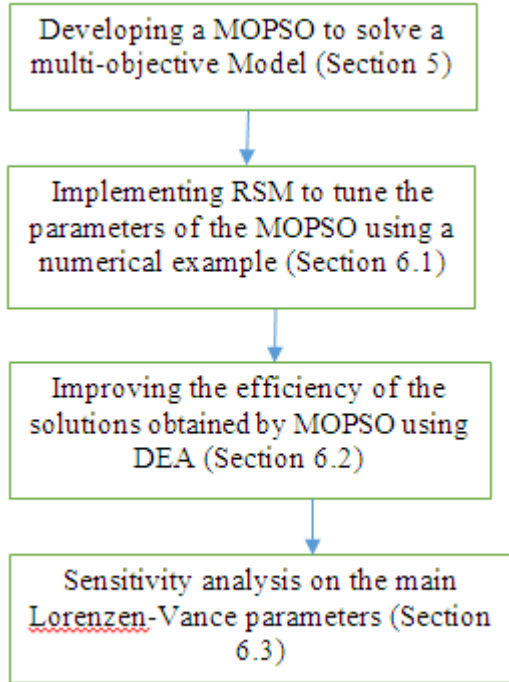 Developing a MOPSO to solve a
multi-objective Model (Section 5)
Implementing RSM to tune the
parameters of the MOPSO using a
numerical example (Section 6.1)
Improving the efficiency of the
solutions obtained by MOPSO using
DEA (Section 6.2)
Sensitivity analysis on the main
Lorenzen-Vance parameters (Section
6.3)